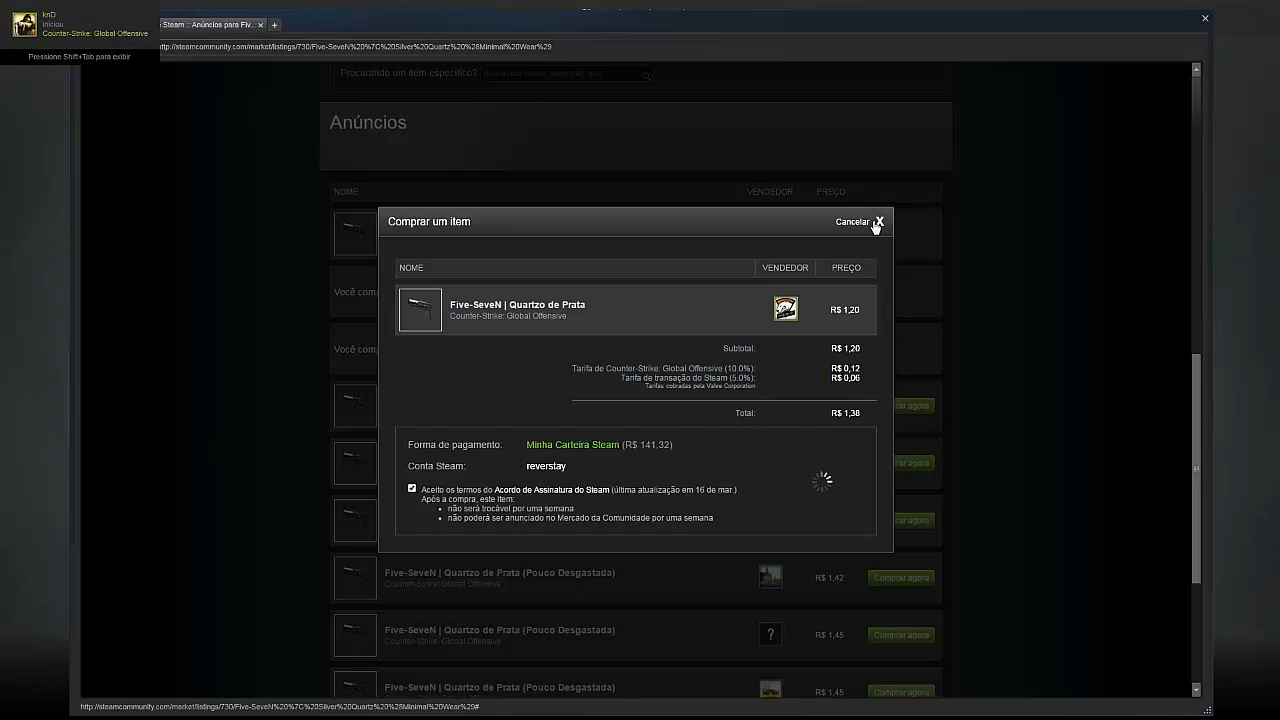 knD
iniciou
Counter-Strike: Global Offensive
Pressione Shift+Tab para exibir
Steam :: Anúncios para Fiv... x +
http://steamcommunity.com/market/listings/730/Five-SeveN%20%7C%20Silver%20Quartz%20%28Minimal%20Wear%29
Procurando um item específico?
Anúncios
NOME VENDEDOR PREÇO
Comprar um item Cancelar X
NOME VENDEDOR PREÇO
Five-SeveN | Quartzo de Prata R$ 1,20
Counter-Strike: Global Offensive
Você com
Subtotal: R$ 1,20
Você com
Tarifa de Counter-Strike: Global Offensive (10.0%): R$ 0,12
Tarifa de transação do Steam (5.0%): R$ 0,06
Tarifas cobradas pela Valve Corporation
Total: R$ 1,38
ar agora
Forma de pagamento: Minha Carteira Steam (R$ 141,32)
Conta Steam: reverstay
ar agora
Aceito os termos do Acordo de Assinatura do Steam (última atualização em 16 de mar.)
Após a compra, este item:
• não será trocável por uma semana
• não poderá ser anunciado no Mercado da Comunidade por uma semana
ar agora
Five-SeveN | Quartzo de Prata (Pouco Desgastada) R$ 1,42 Comprar agora
Counter-Strike: Global Offensive
Five-SeveN | Quartzo de Prata (Pouco Desgastada) ? R$ 1,45 Comprar agora
Counter-Strike: Global Offensive
Five-SeveN | Quartzo de Prata (Pouco Desgastada) R$ 1,45 Comprar agora
http://steamcommunity.com/market/listings/730/Five-SeveN%20%7C%20Silver%20Quartz%20%28Minimal%20Wear%29#